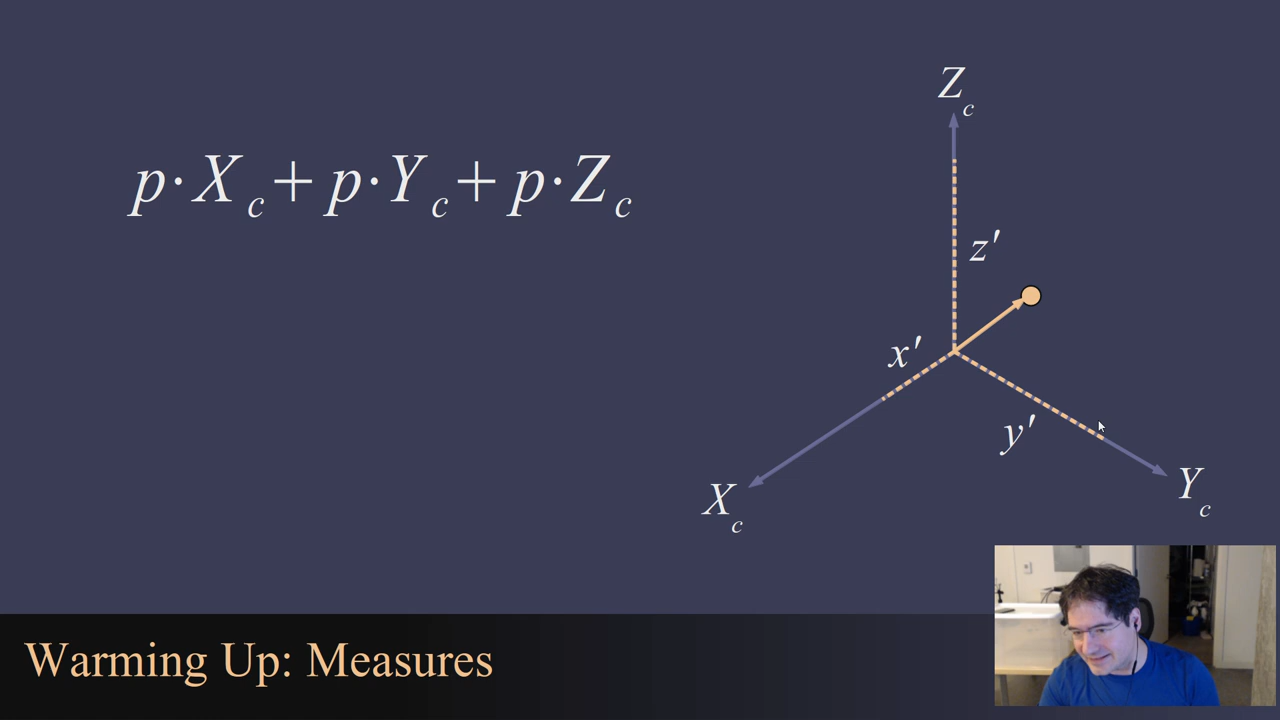 p·X_c + p·Y_c + p·Z_c
Z_c
z′
x′
y′
X_c
Y_c
Warming Up: Measures